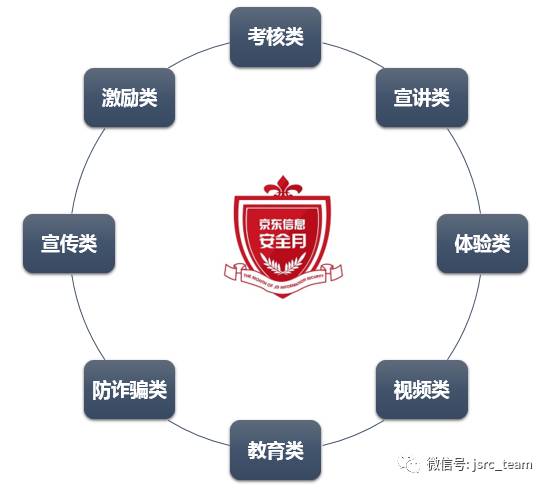 考核类
激励类
宣讲类
京东信息
安全月
THE MONTH OF JD INFORMATION SECURITY
宣传类
体验类
防诈骗类
视频类
教育类
微信号: jsrc_team